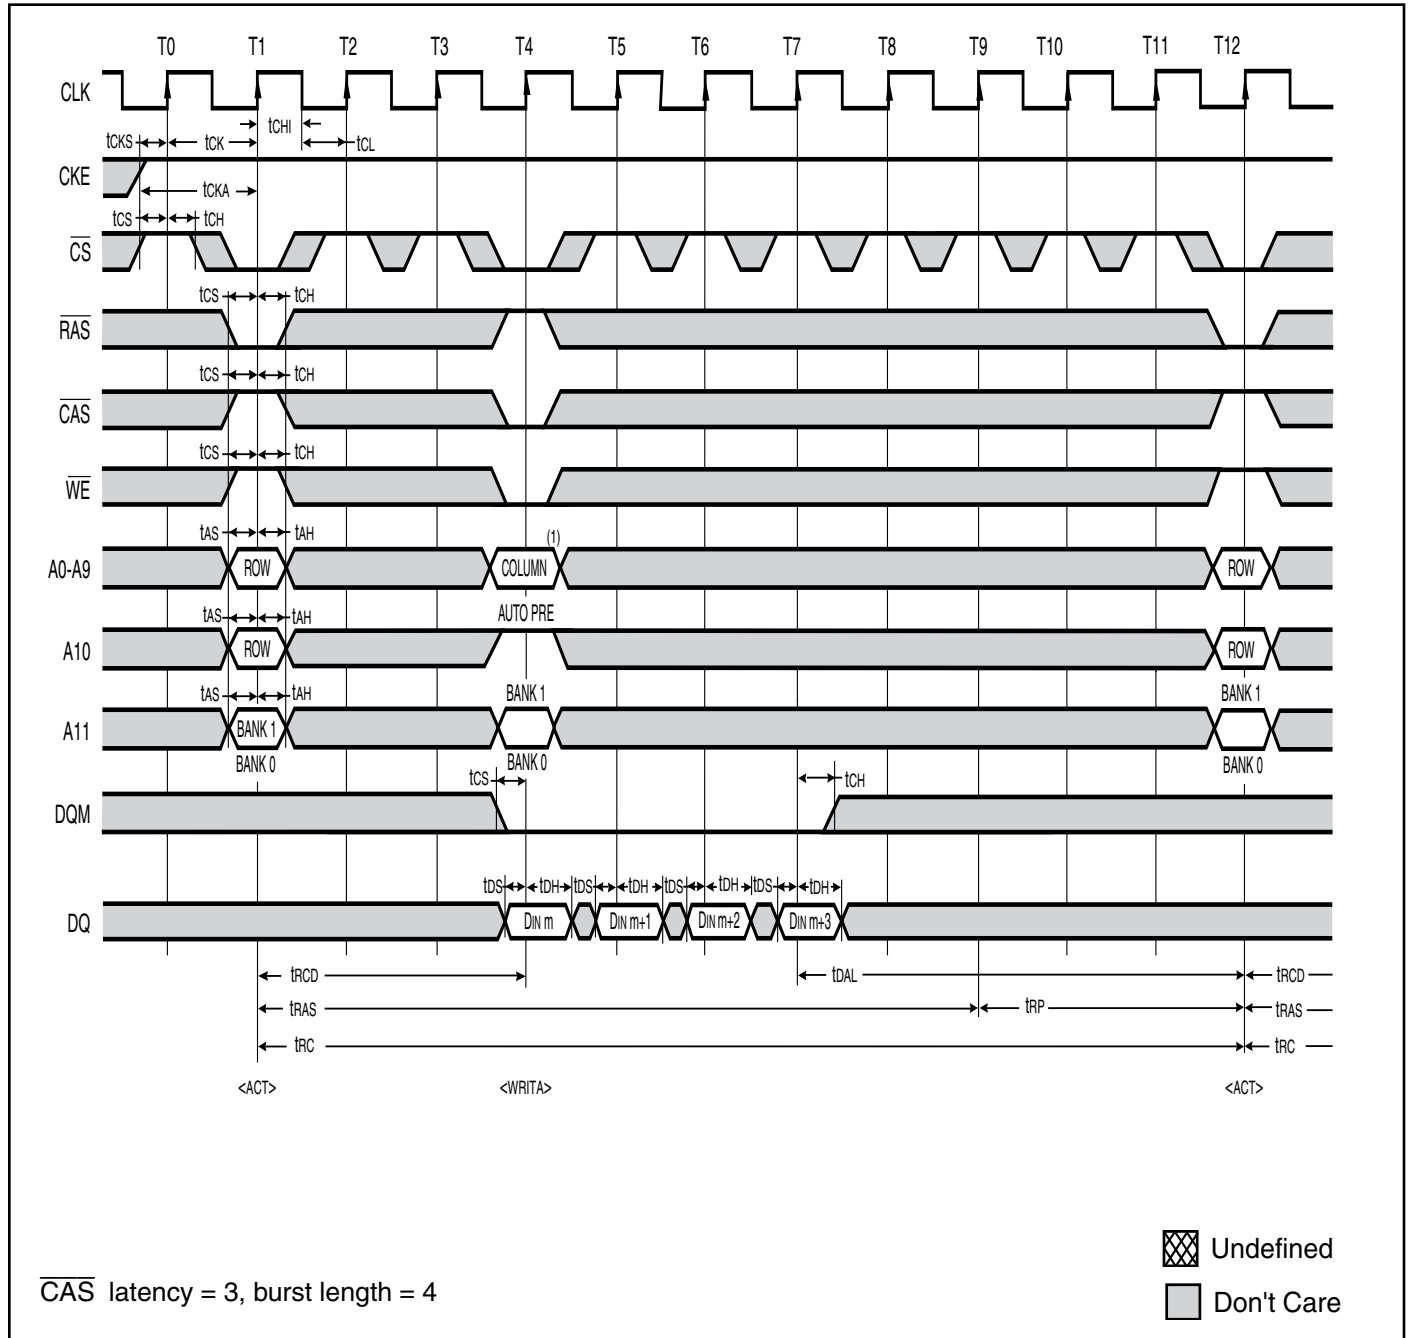 T0 T1 T2 T3 T4 T5 T6 T7 T8 T9 T10 T11 T12
CLK
tCHI
tCKS tCK tCL
CKE
tCKA
tCS tCH
CS
tCS tCH
RAS
tCS tCH
CAS
tCS tCH
WE
tAS tAH (1)
A0-A9 ROW COLUMN ROW
tAS tAH AUTO PRE
A10 ROW ROW
tAS tAH BANK 1 BANK 1
A11 BANK 1
BANK 0 BANK 0 BANK 0
tCS tCH
DQM
tDS tDH tDS tDH tDS tDH tDS tDH
DQ DIN m DIN m+1 DIN m+2 DIN m+3
tRCD tDAL tRCD
tRAS tRP tRAS
tRC tRC
<ACT> <WRITA> <ACT>
Undefined
CAS latency = 3, burst length = 4
Don't Care